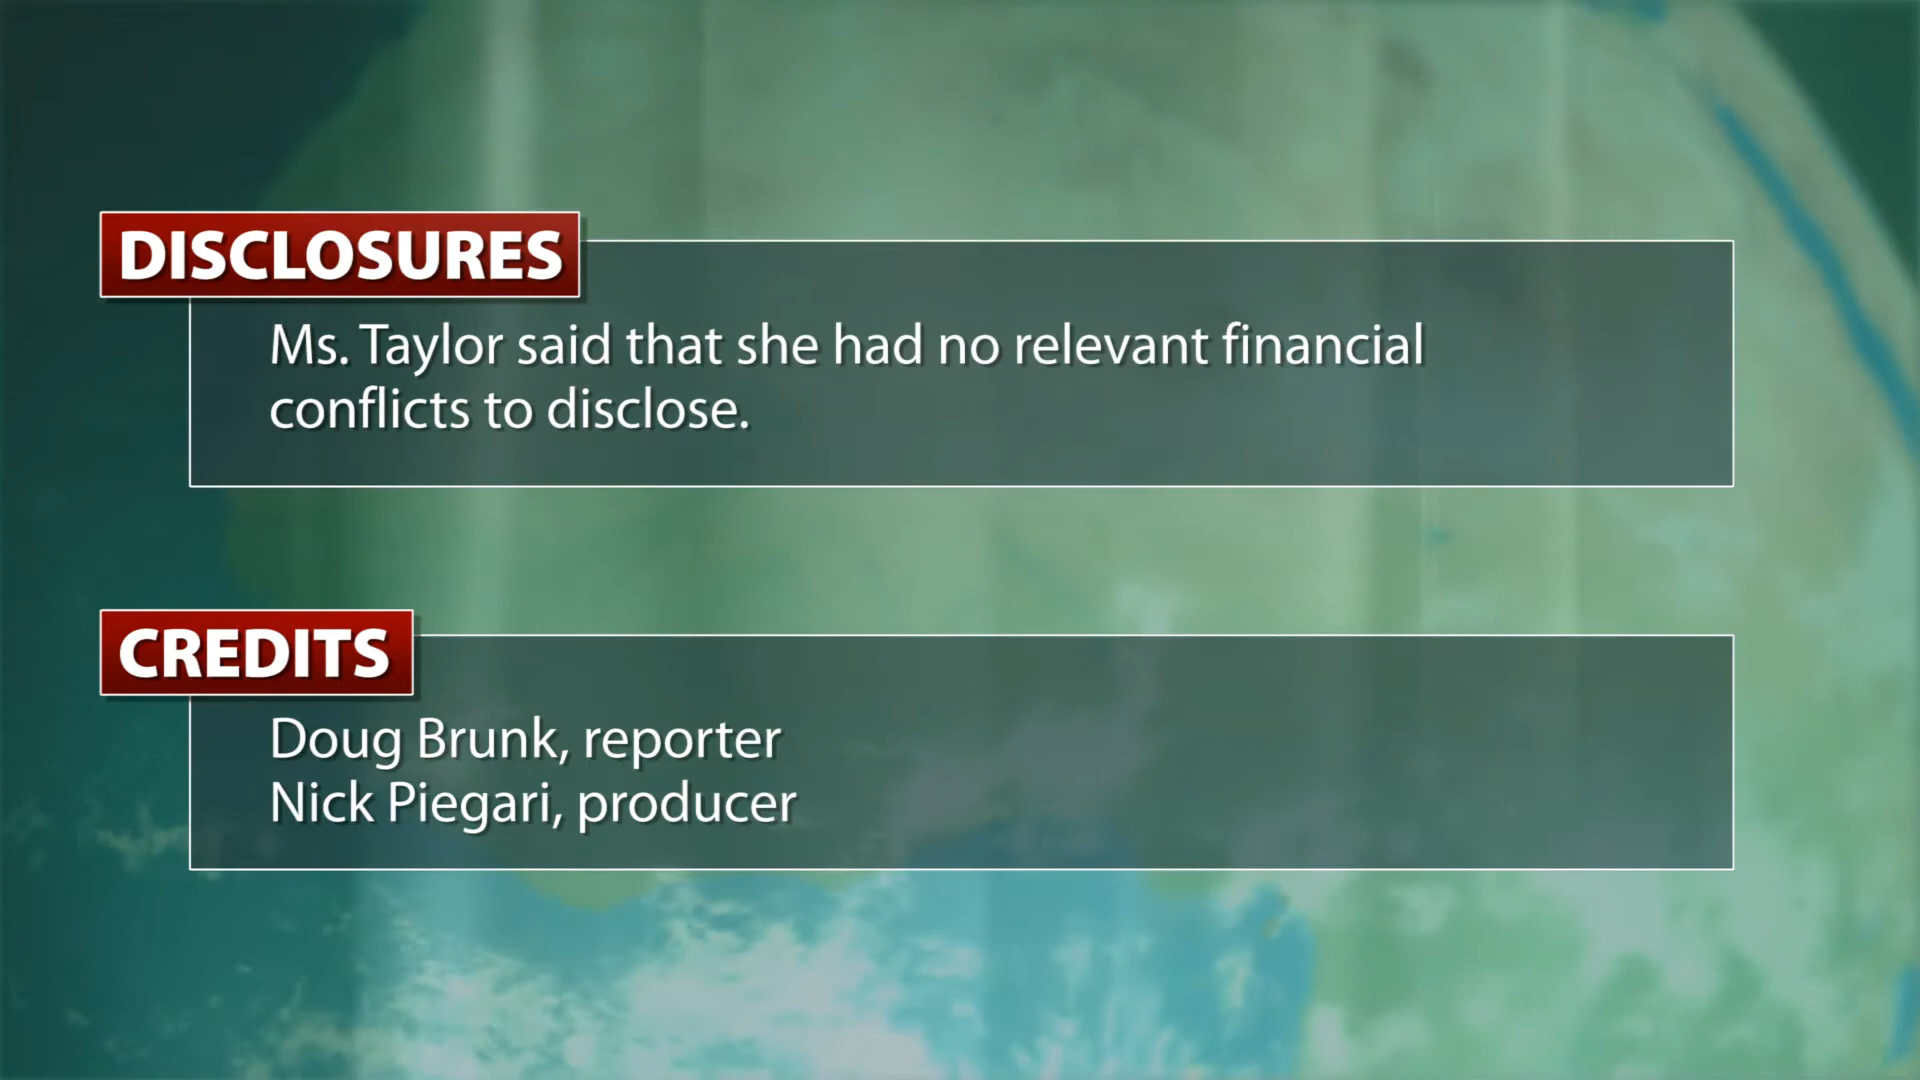 DISCLOSURES
Ms. Taylor said that she had no relevant financial
conflicts to disclose.
CREDITS
Doug Brunk, reporter
Nick Piegari, producer